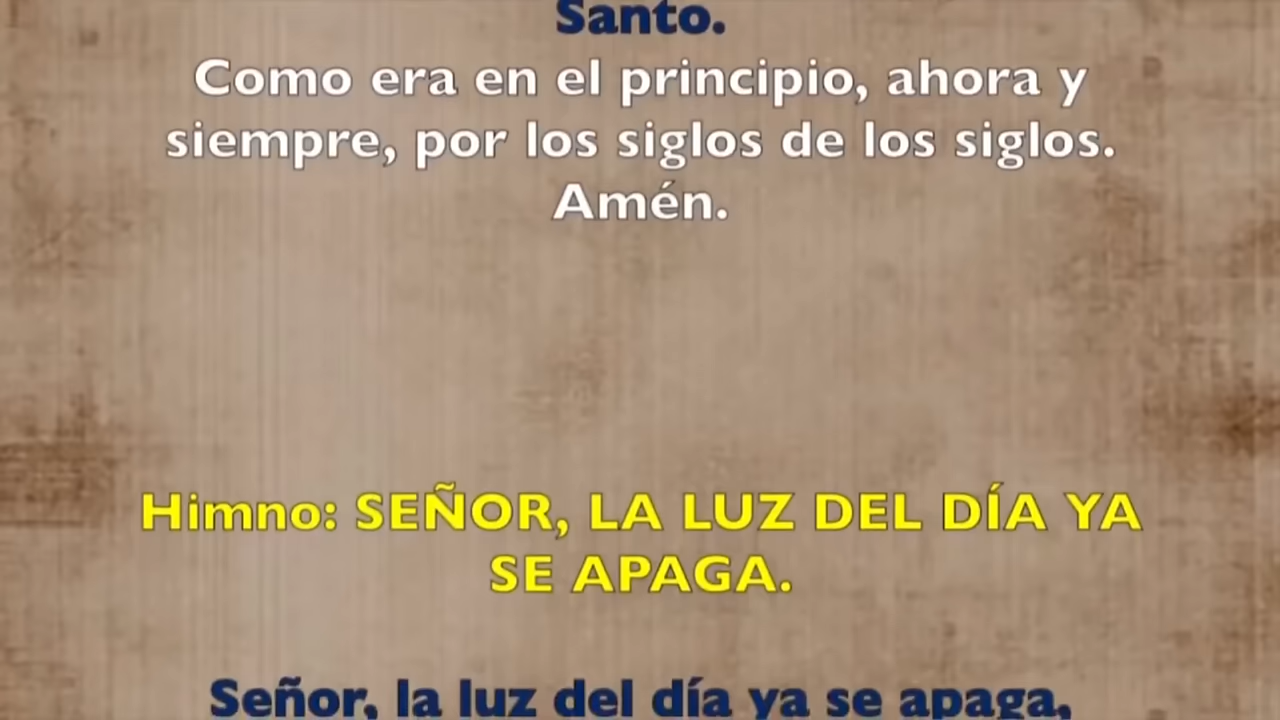 Santo.
Como era en el principio, ahora y
siempre, por los siglos de los siglos.
Amén.
Himno: SEÑOR, LA LUZ DEL DÍA YA
SE APAGA.
Señor, la luz del día ya se apaga,